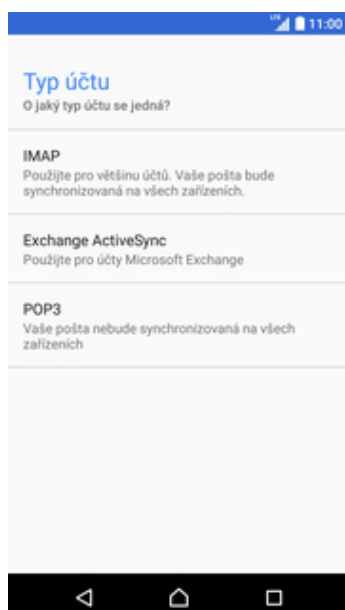 LTE 11:00
Typ účtu
O jaký typ účtu se jedná?
IMAP
Použijte pro většinu účtů. Vaše pošta bude
synchronizovaná na všech zařízeních.
Exchange ActiveSync
Použijte pro účty Microsoft Exchange
POP3
Vaše pošta nebude synchronizovaná na všech
zařízeních